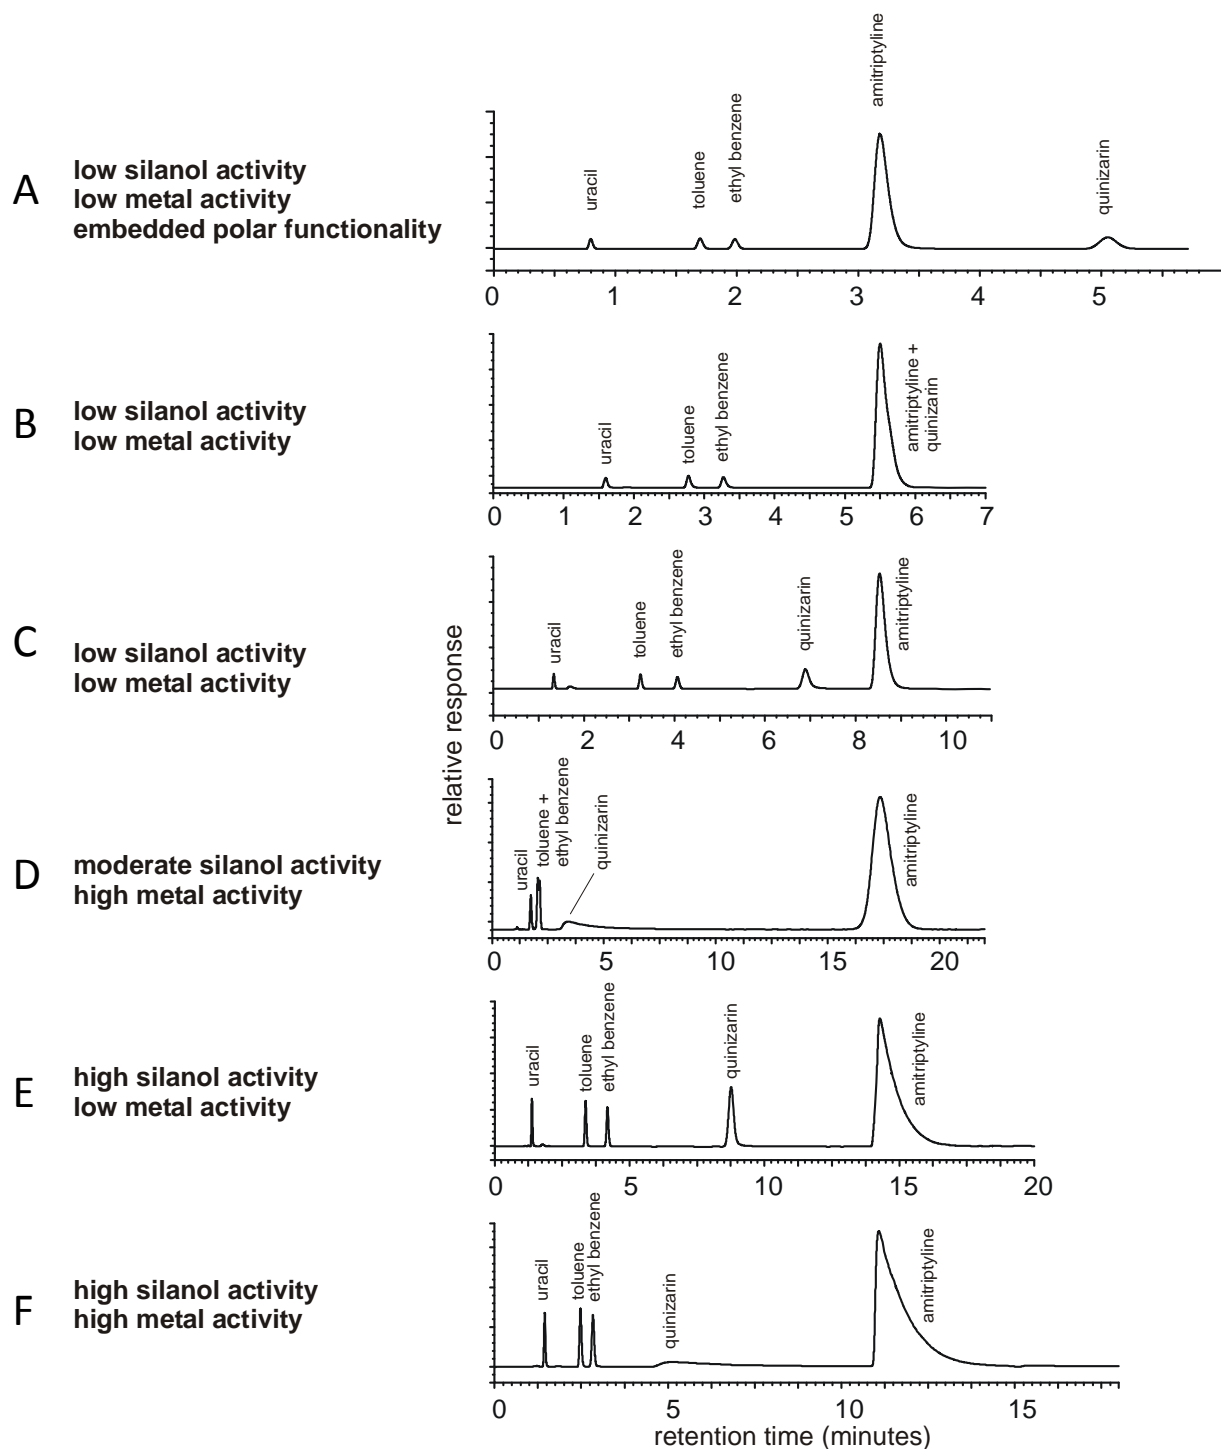 A
low silanol activity
low metal activity
embedded polar functionality
uracil
toluene
ethyl benzene
amitriptyline
quinizarin
0 1 2 3 4 5
B
low silanol activity
low metal activity
uracil
toluene
ethyl benzene
amitriptyline +
quinizarin
0 1 2 3 4 5 6 7
C
low silanol activity
low metal activity
uracil
toluene
ethyl benzene
quinizarin
amitriptyline
0 2 4 6 8 10
relative response
D
moderate silanol activity
high metal activity
uracil
toluene +
ethyl benzene
quinizarin
amitriptyline
0 5 10 15 20
E
high silanol activity
low metal activity
uracil
toluene
ethyl benzene
quinizarin
amitriptyline
0 5 10 15 20
F
high silanol activity
high metal activity
uracil
toluene
ethyl benzene
quinizarin
amitriptyline
0 5 10 15
retention time (minutes)